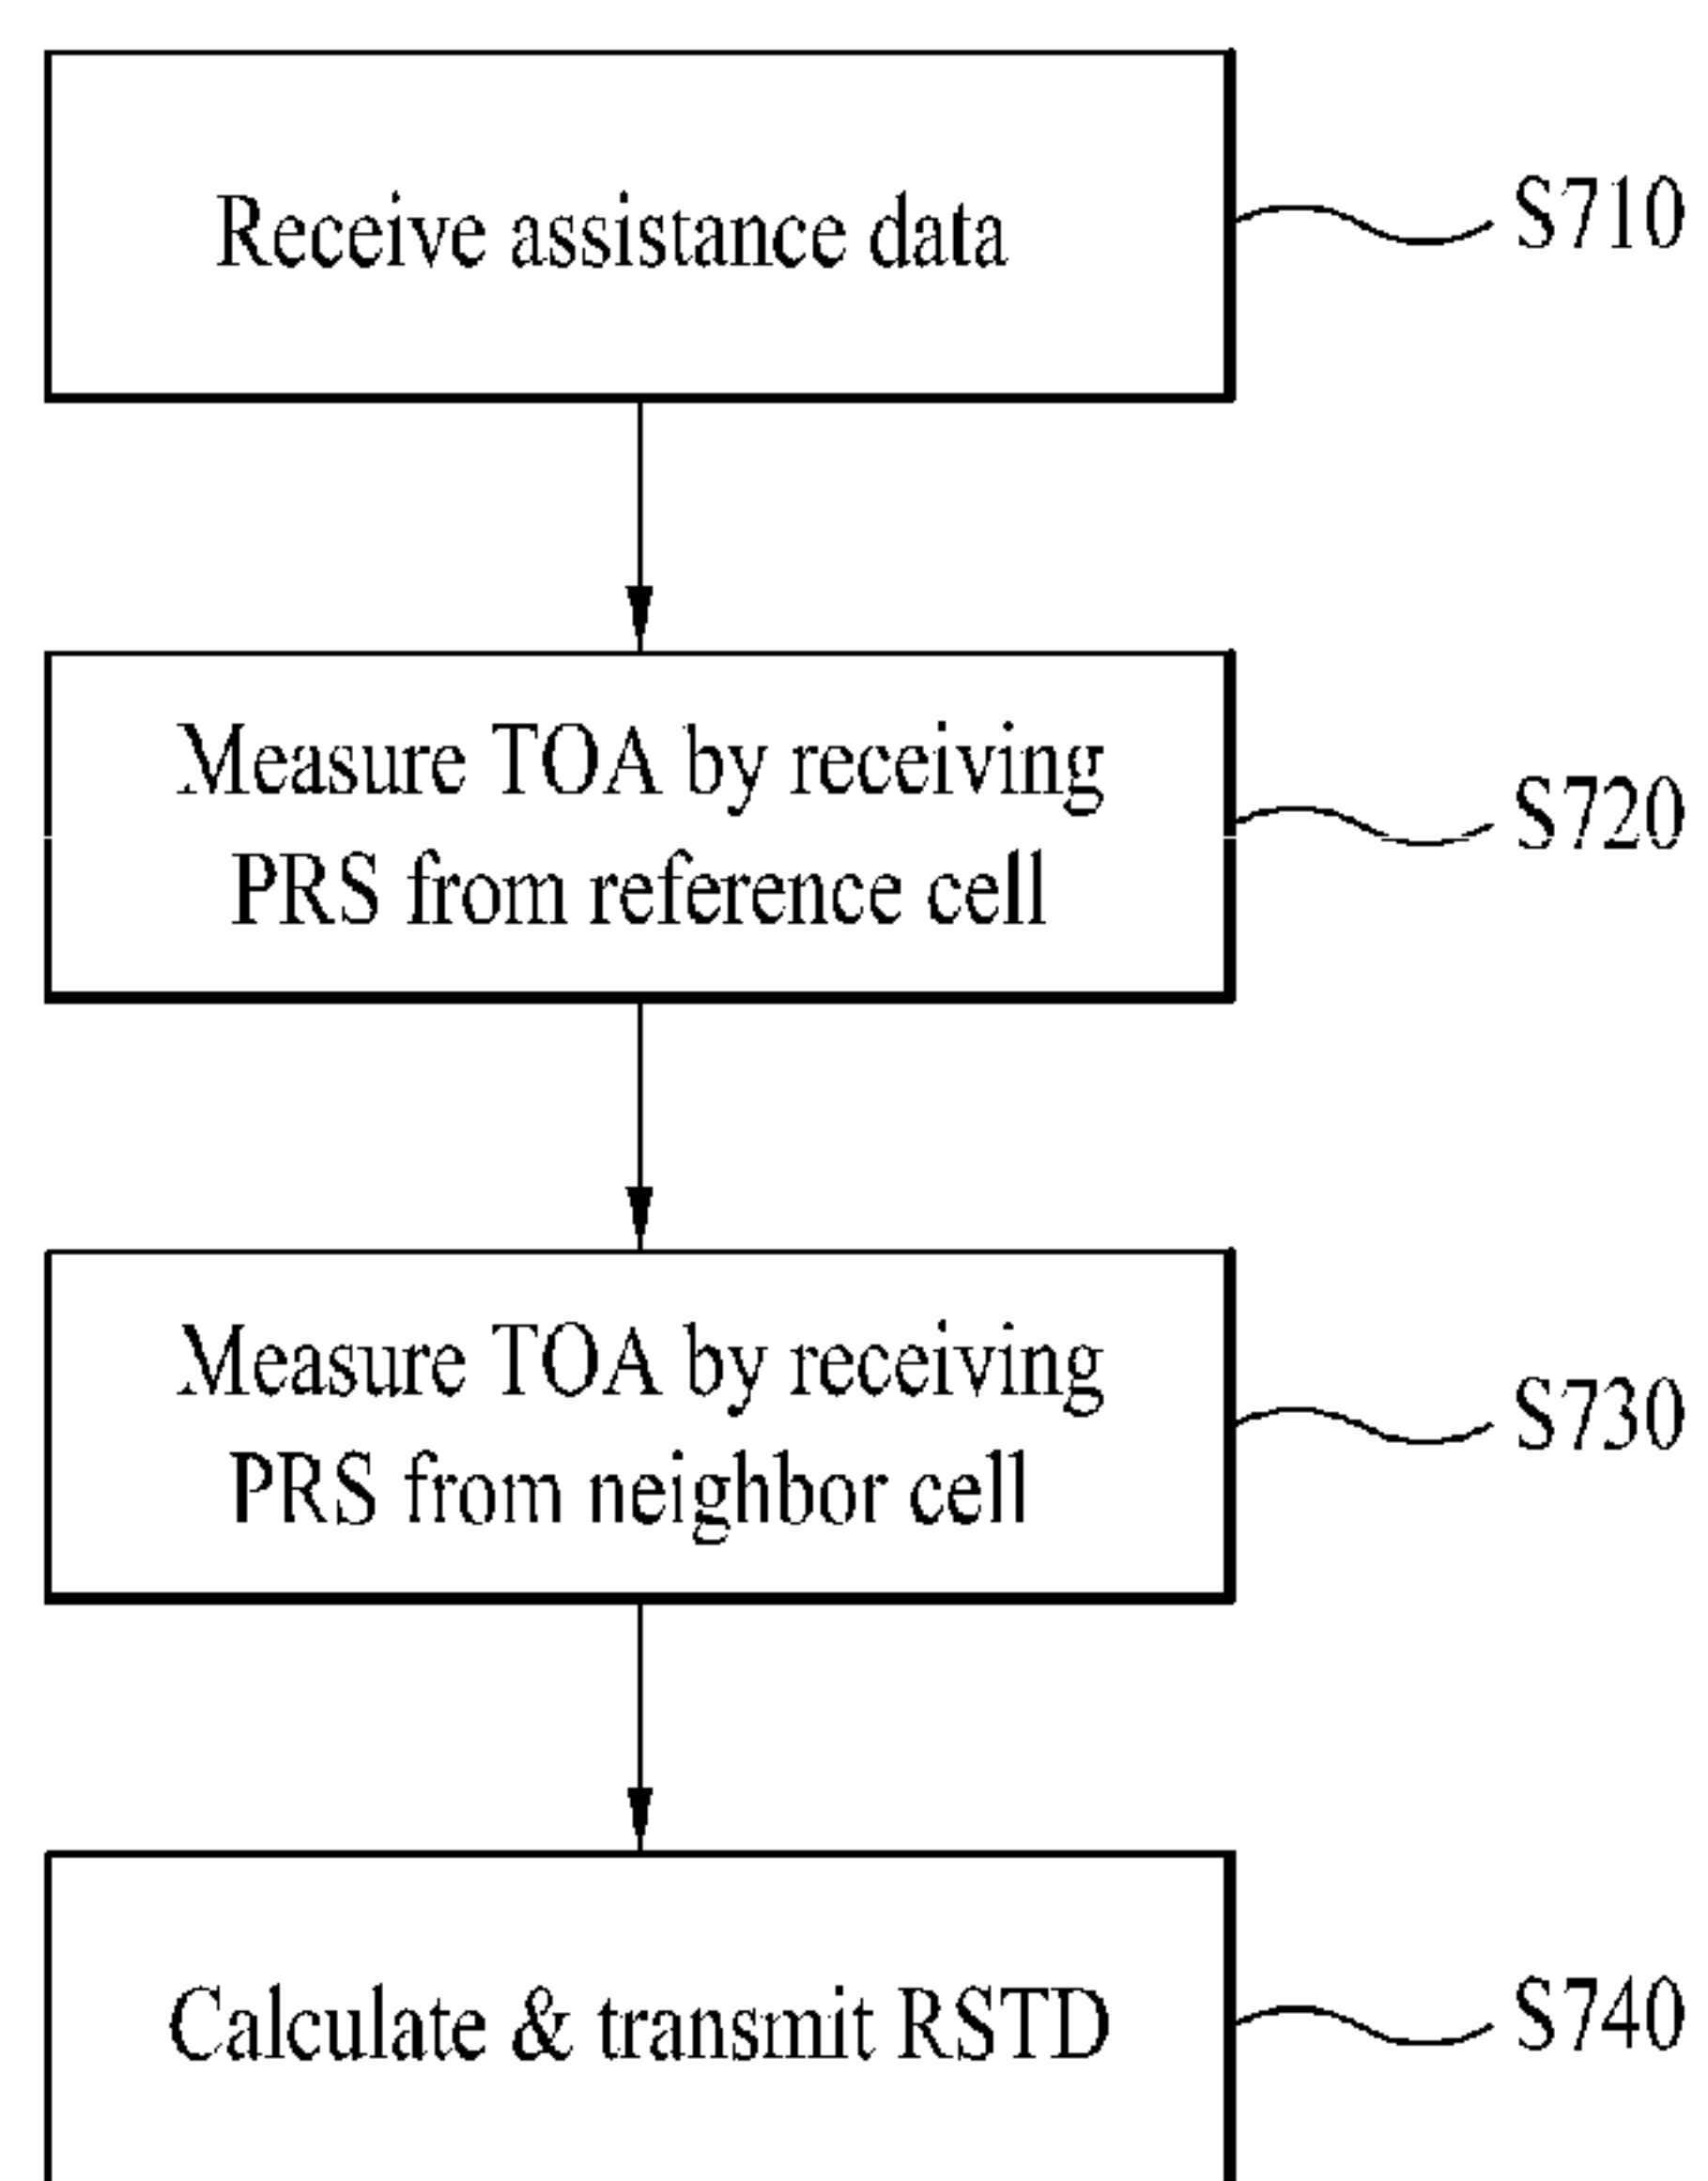 Receive assistance data
S710
Measure TOA by receiving
PRS from reference cell
S720
Measure TOA by receiving
PRS from neighbor cell
S730
Calculate & transmit RSTD
S740